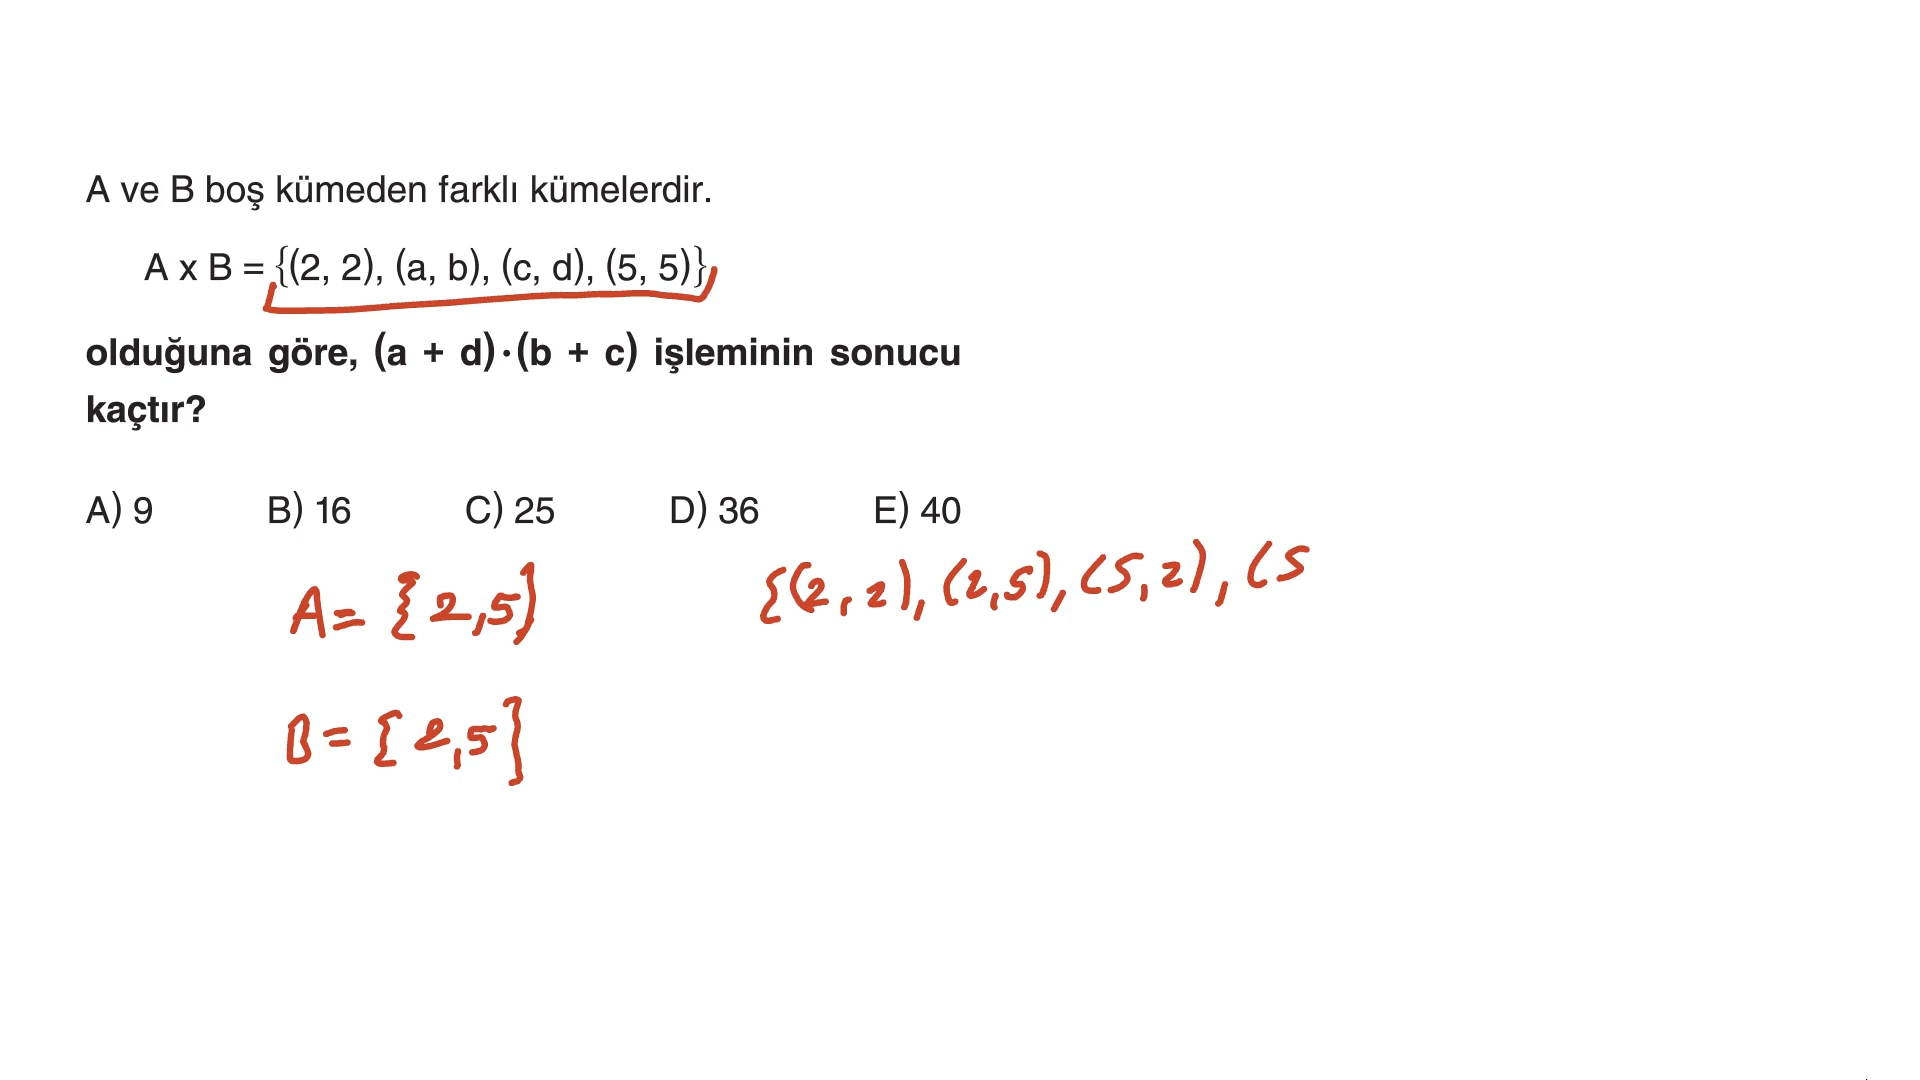 A ve B boş kümeden farklı kümelerdir.
A x B = {(2, 2), (a, b), (c, d), (5, 5)}
olduğuna göre, (a + d)·(b + c) işleminin sonucu
kaçtır?
A) 9 B) 16 C) 25 D) 36 E) 40
A= {2,5} {(2,2), (2,5), (5,2), (5
B= {2,5}